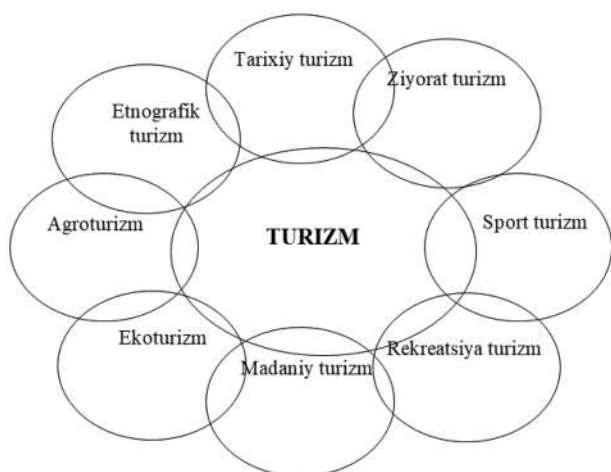 Tarixiy turizm
Ziyorat turizm
Etnografik
turizm
Agroturizm
TURIZM
Sport turizm
Ekoturizm
Madaniy turizm
Rekreatsiya turizm